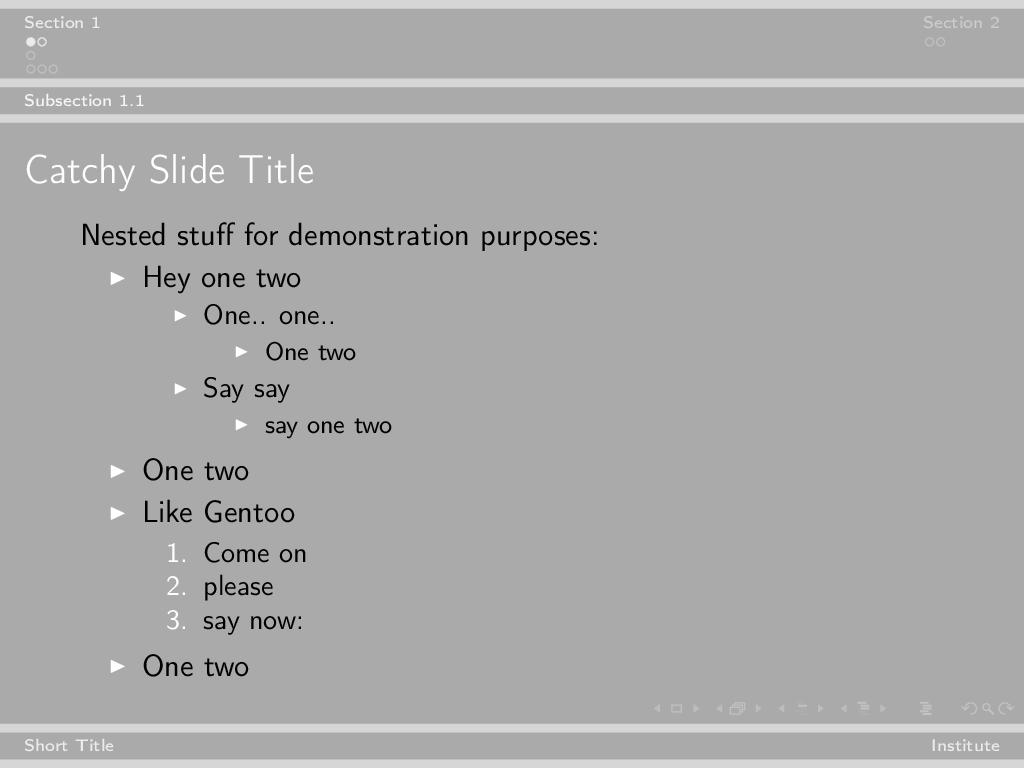 Section 1
Section 2
Subsection 1.1
Catchy Slide Title
Nested stuff for demonstration purposes:
Hey one two
One.. one..
One two
Say say
say one two
One two
Like Gentoo
1. Come on
2. please
3. say now:
One two
Short Title
Institute